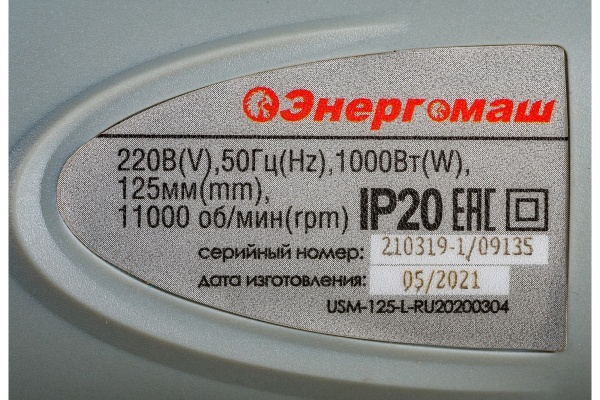 Энергомаш
220В(V),50Гц(Hz),1000Вт(W),
125мм(mm),
11000 об/мин(rpm) IP20 EAC
серийный номер: 210319-1/09135
дата изготовления: 05/2021
USM-125-L-RU20200304